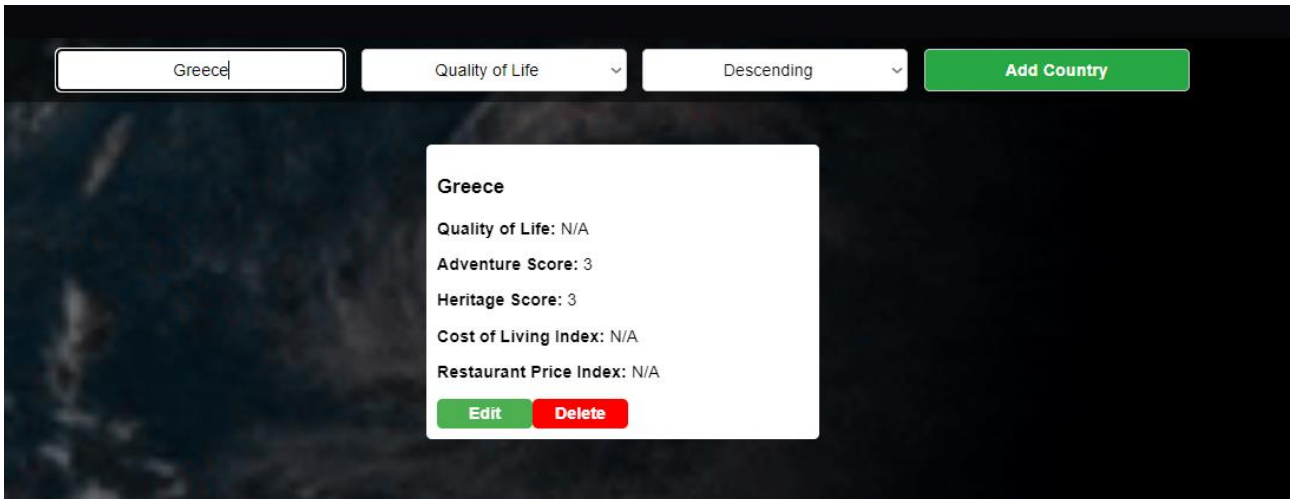 Greece Quality of Life Descending Add Country
Greece
Quality of Life: N/A
Adventure Score: 3
Heritage Score: 3
Cost of Living Index: N/A
Restaurant Price Index: N/A
Edit Delete